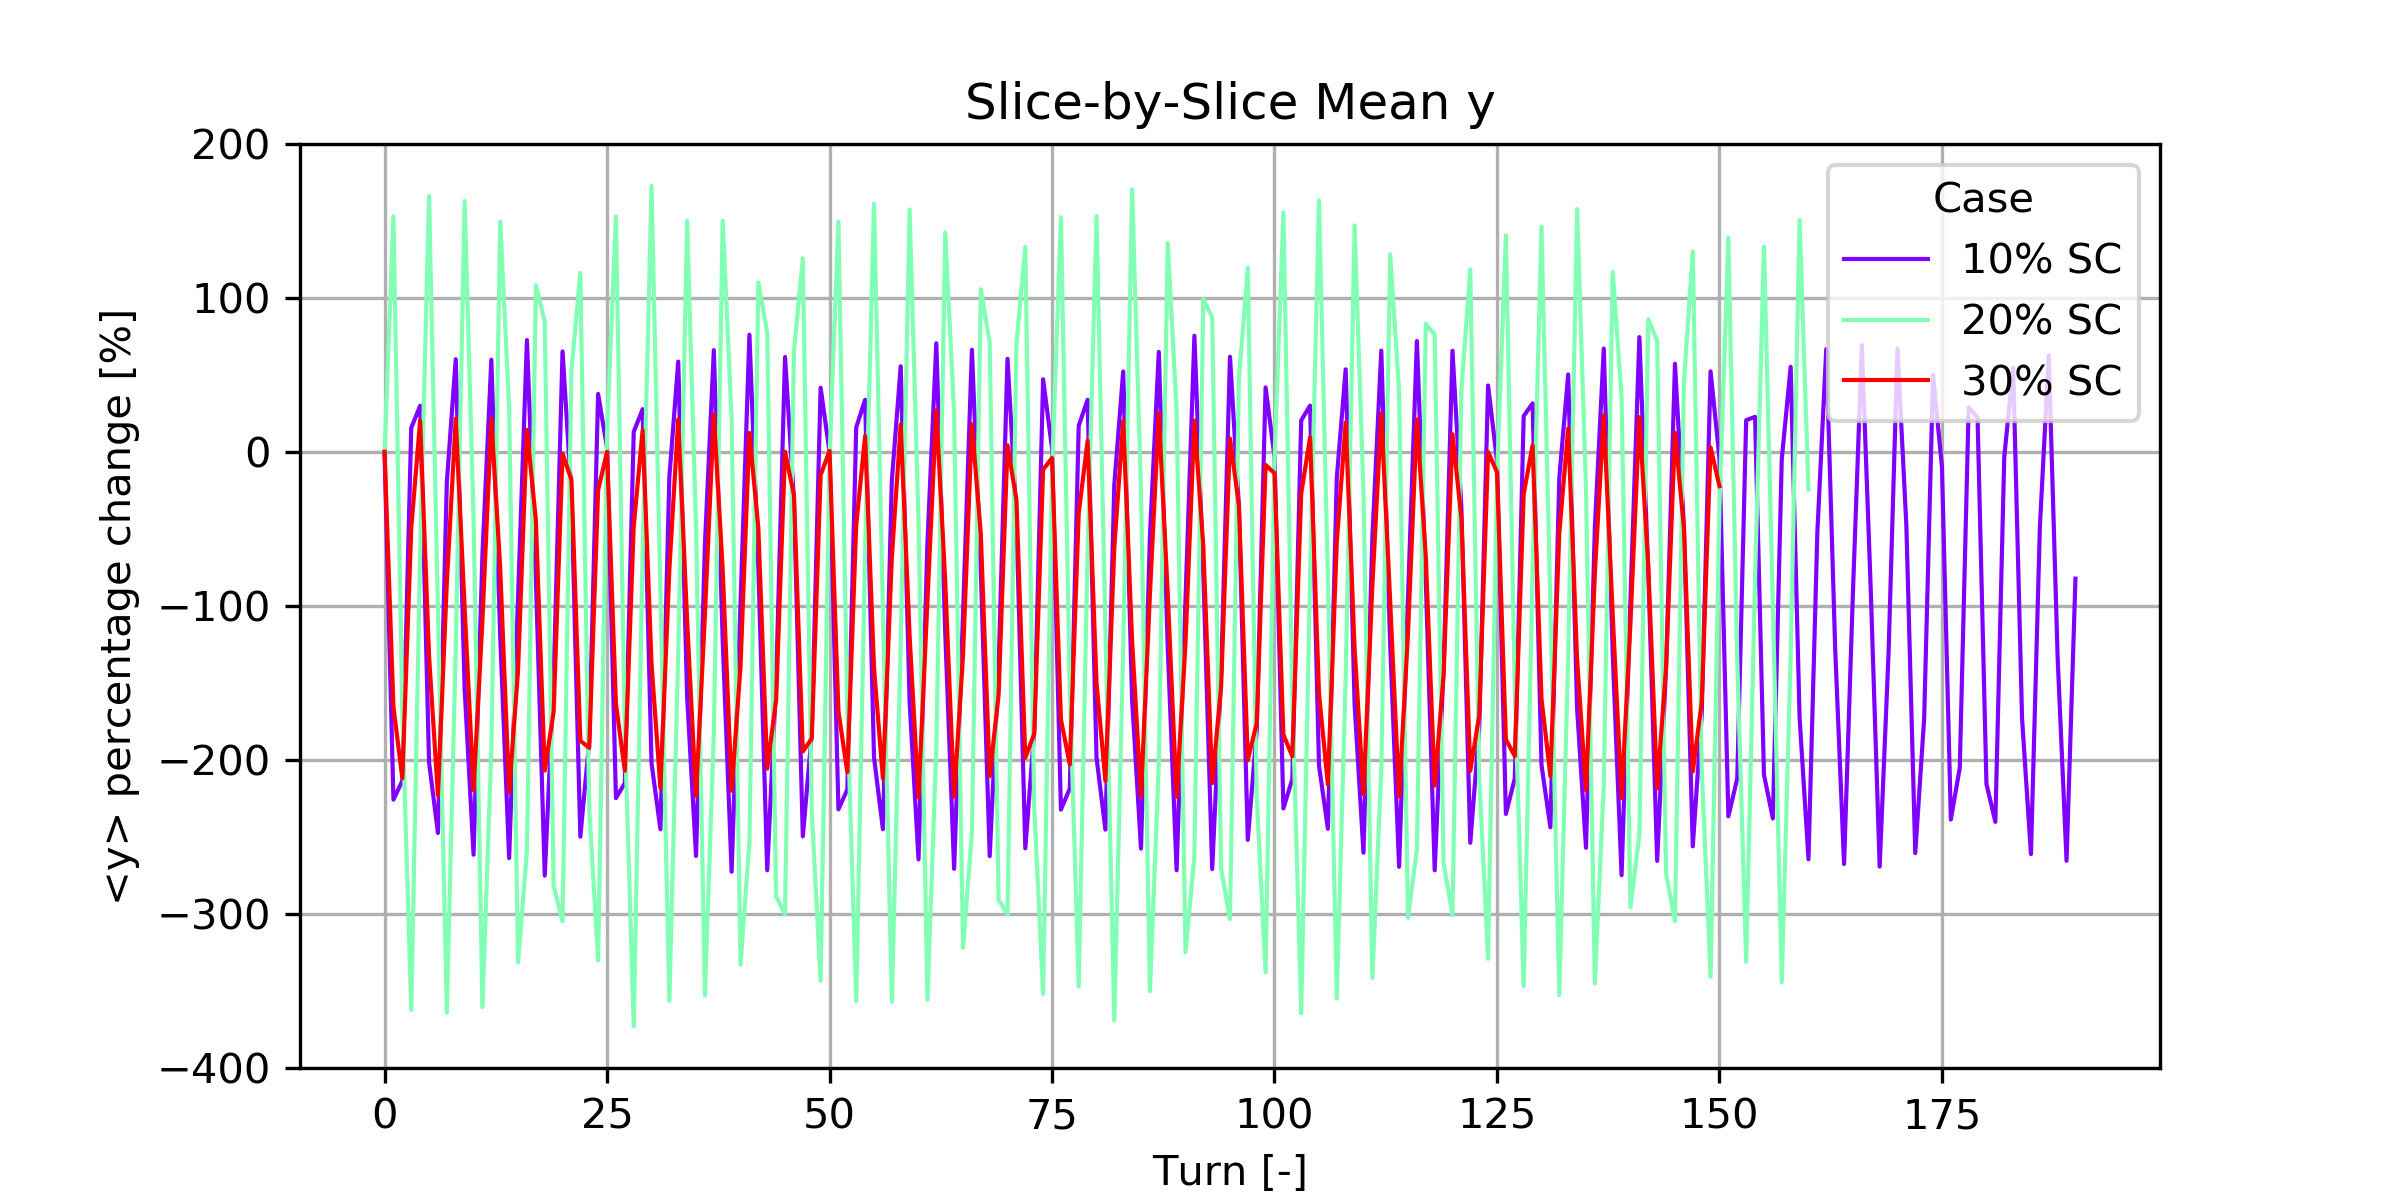 Slice-by-Slice Mean y
<y> percentage change [%]
200
100
0
−100
−200
−300
−400
Case
10% SC
20% SC
30% SC
0 25 50 75 100 125 150 175
Turn [-]